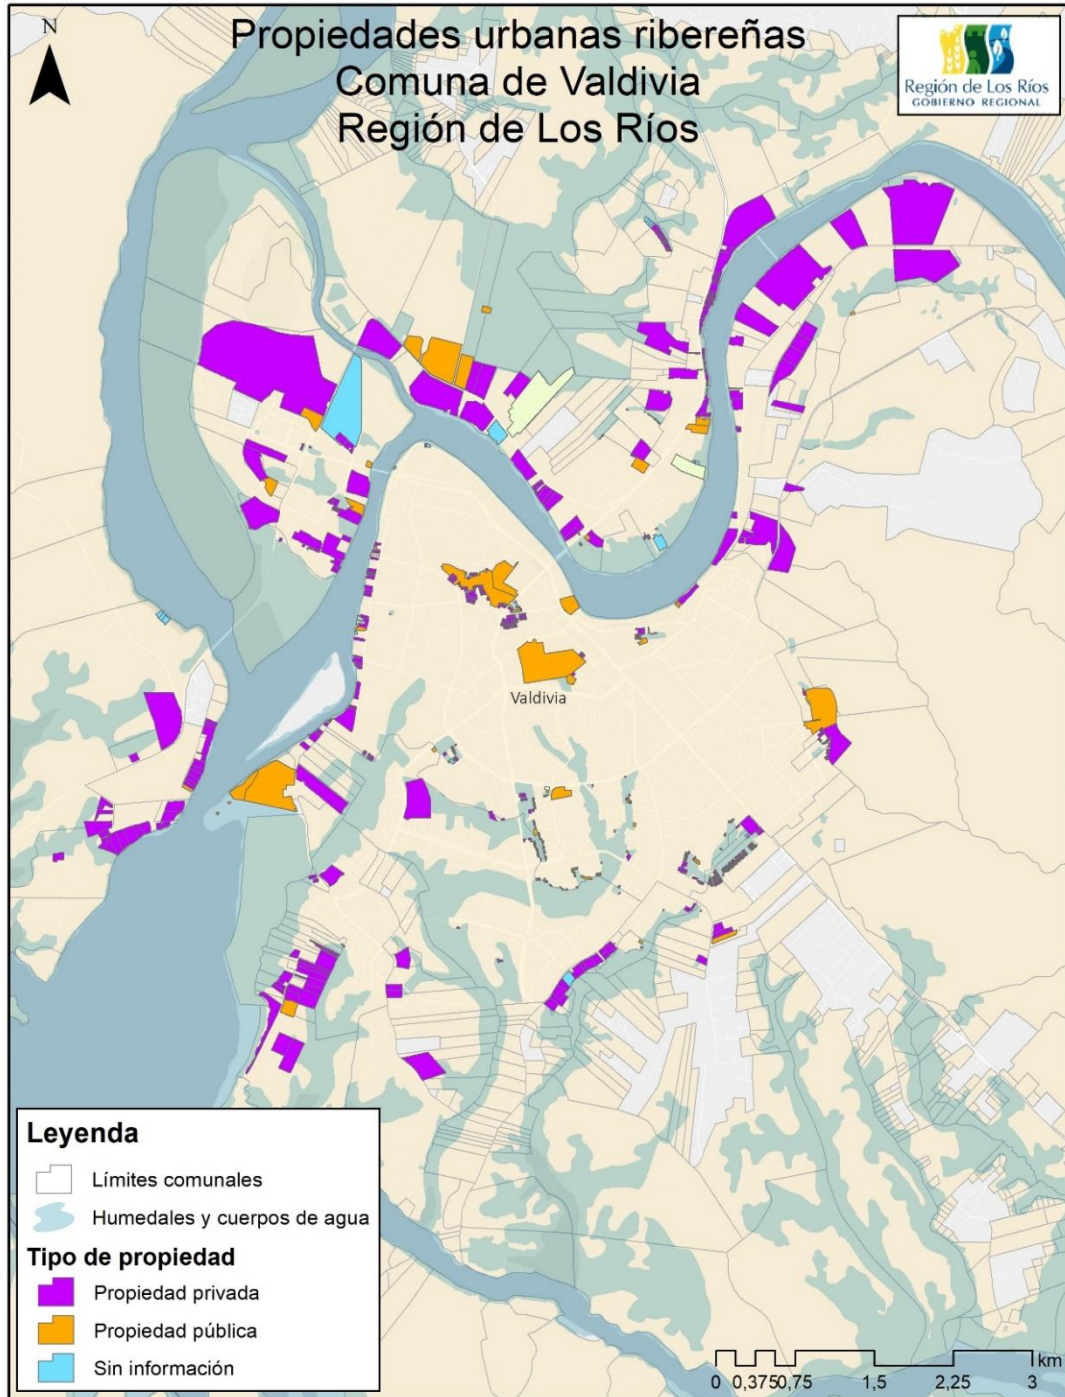 N
Propiedades urbanas ribereñas
Comuna de Valdivia
Región de Los Ríos
Región de Los Ríos
GOBIERNO REGIONAL
Valdivia
Leyenda
Límites comunales
Humedales y cuerpos de agua
Tipo de propiedad
Propiedad privada
Propiedad pública
Sin información
km
0 0,375 0,75 1,5 2,25 3